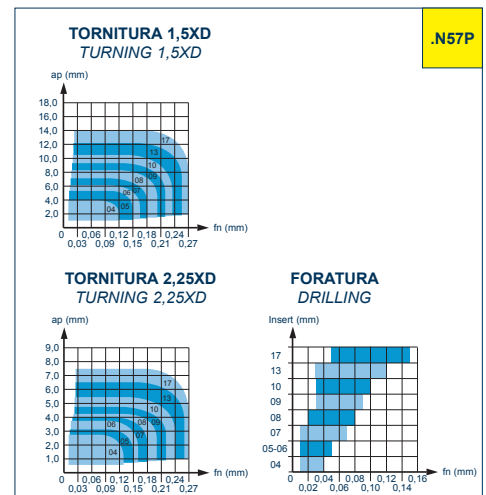 TORNITURA 1,5XD
TURNING 1,5XD
.N57P
ap (mm)
18,0
16,0
14,0
12,0
10,0
8,0
6,0
4,0
2,0
17
13
10
08 09
06 07
04 05
fn (mm)
0 0,06 0,12 0,18 0,24
0,03 0,09 0,15 0,21 0,27
TORNITURA 2,25XD
TURNING 2,25XD
ap (mm)
9,0
8,0
7,0
6,0
5,0
4,0
3,0
2,0
1,0
17
13
10
06 08 09
05 07
04
fn (mm)
0 0,06 0,12 0,18 0,24
0,03 0,09 0,15 0,21 0,27
FORATURA
DRILLING
Insert (mm)
17
13
10
09
08
07
05-06
04
fn (mm)
0 0,04 0,08 0,12 0,16
0,02 0,06 0,10 0,14